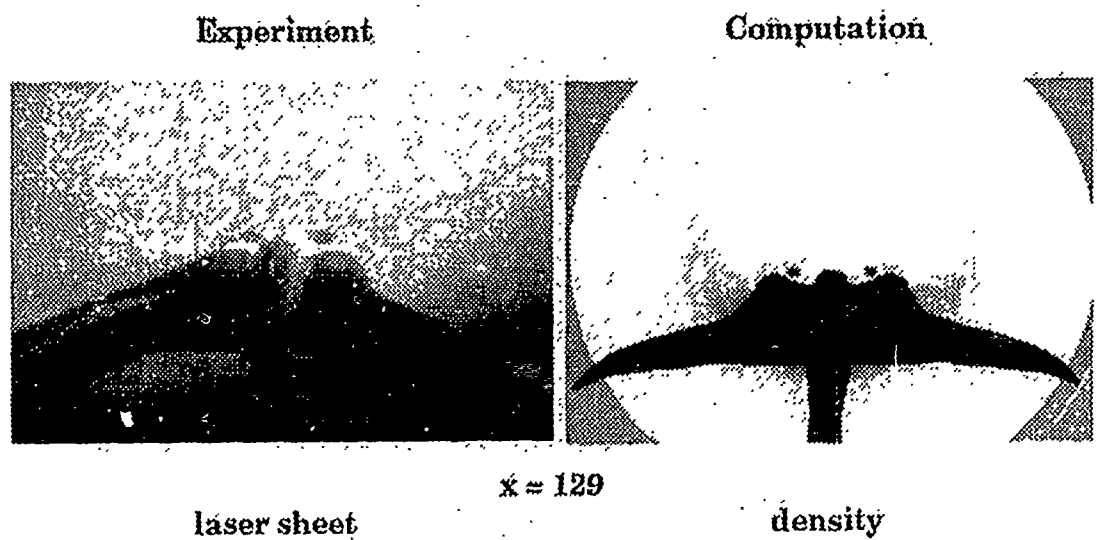 Experiment
Computation
x = 129
laser sheet
density